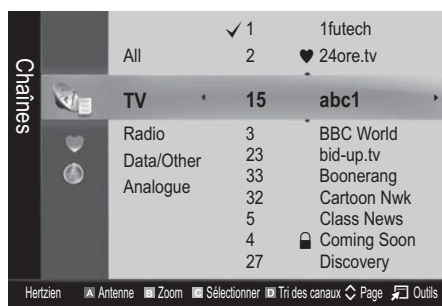 Chaînes
✓ 1 1futech
All 2 ♥ 24ore.tv
TV 15 abc1
Radio 3 BBC World
Data/Other 23 bid-up.tv
Analogue 33 Boonerang
32 Cartoon Nwk
5 Class News
4 Coming Soon
27 Discovery
Hertzien A Antenne B Zoom C Sélectionner D Tri des canaux Page Outils